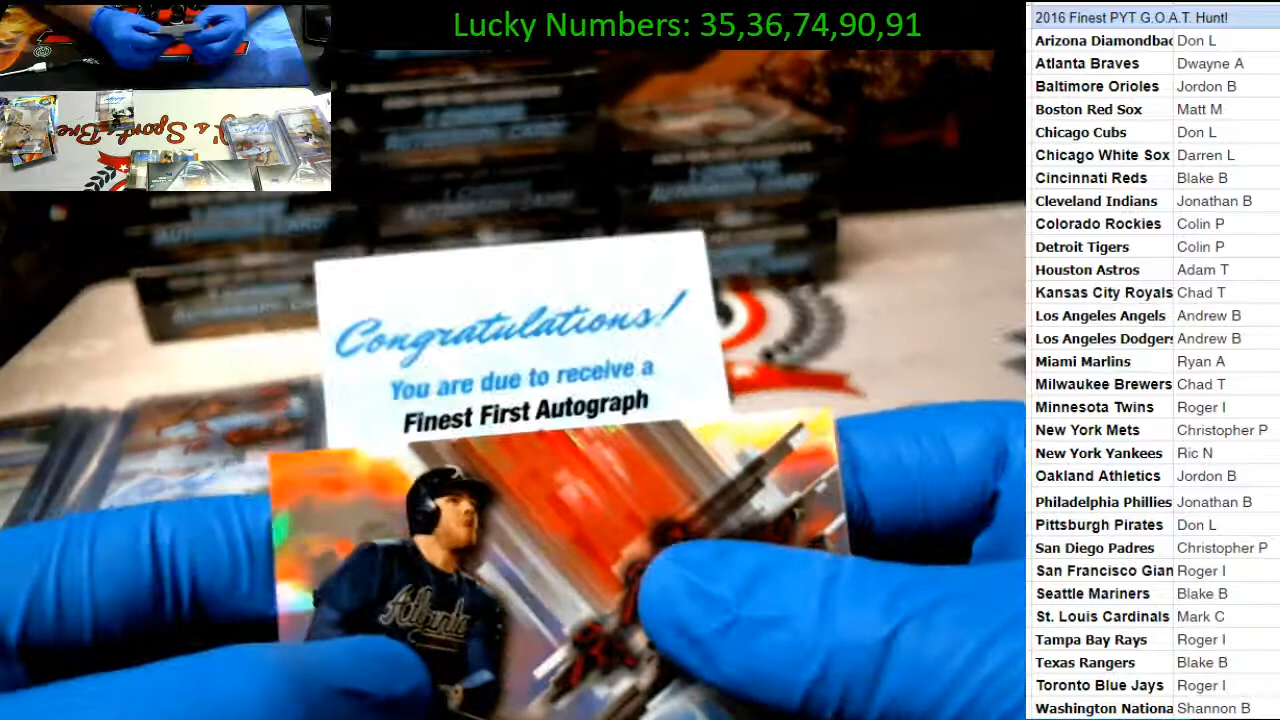 Lucky Numbers: 35,36,74,90,91
Congratulations!
You are due to receive a
Finest First Autograph
Atlanta
2016 Finest PYT G.O.A.T. Hunt!
Arizona Diamondbac Don L
Atlanta Braves Dwayne A
Baltimore Orioles Jordon B
Boston Red Sox Matt M
Chicago Cubs Don L
Chicago White Sox Darren L
Cincinnati Reds Blake B
Cleveland Indians Jonathan B
Colorado Rockies Colin P
Detroit Tigers Colin P
Houston Astros Adam T
Kansas City Royals Chad T
Los Angeles Angels Andrew B
Los Angeles Dodgers Andrew B
Miami Marlins Ryan A
Milwaukee Brewers Chad T
Minnesota Twins Roger I
New York Mets Christopher P
New York Yankees Ric N
Oakland Athletics Jordon B
Philadelphia Phillies Jonathan B
Pittsburgh Pirates Don L
San Diego Padres Christopher P
San Francisco Gian Roger I
Seattle Mariners Blake B
St. Louis Cardinals Mark C
Tampa Bay Rays Roger I
Texas Rangers Blake B
Toronto Blue Jays Roger I
Washington Nationa Shannon B